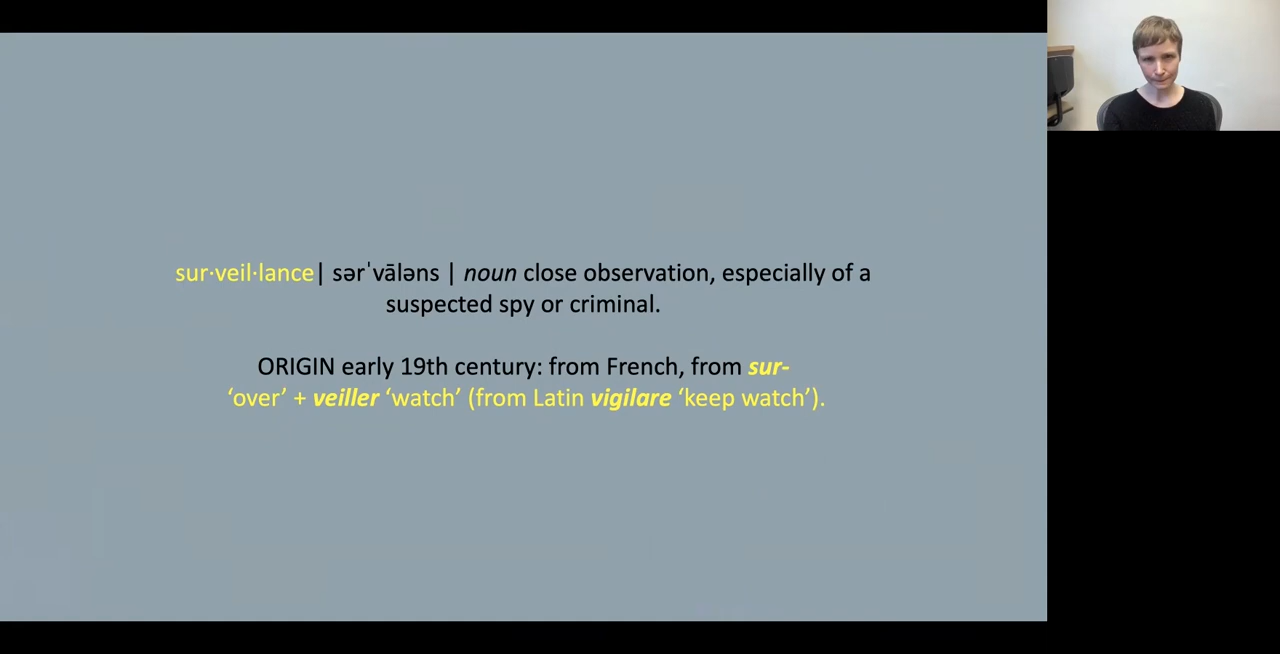 sur·veil·lance| sərˈvāləns | noun close observation, especially of a
suspected spy or criminal.
ORIGIN early 19th century: from French, from sur-
‘over’ + veiller ‘watch’ (from Latin vigilare ‘keep watch’).